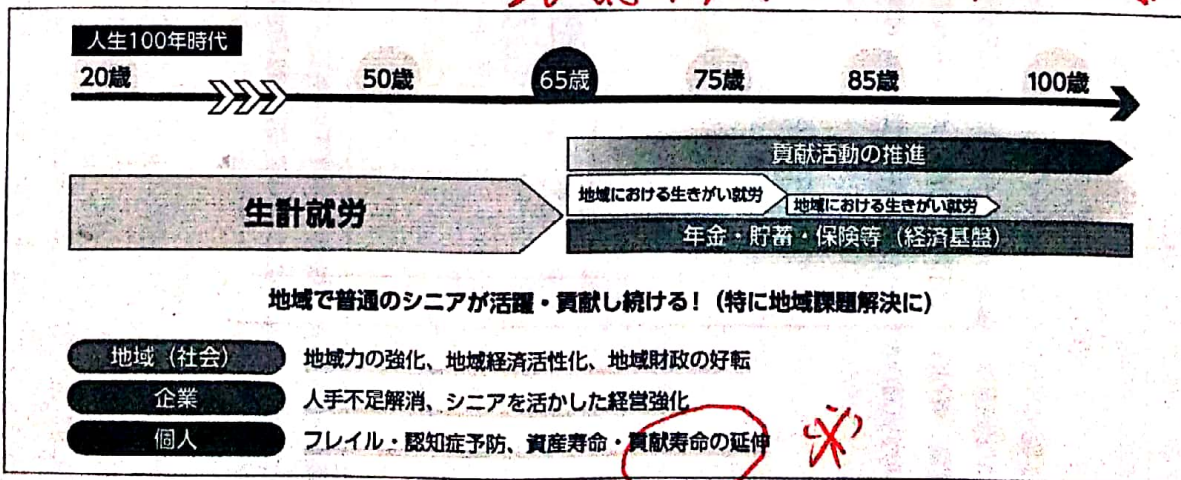 人生100年時代
20歳 50歳 65歳 75歳 85歳 100歳
貢献活動の推進
生計就労
地域における生きがい就労
地域における生きがい就労
年金・貯蓄・保険等（経済基盤）
地域で普通のシニアが活躍・貢献し続ける！（特に地域課題解決に）
地域（社会） 地域力の強化、地域経済活性化、地域財政の好転
企業 人手不足解消、シニアを活かした経営強化
個人 フレイル・認知症予防、資産寿命・貢献寿命の延伸 ※